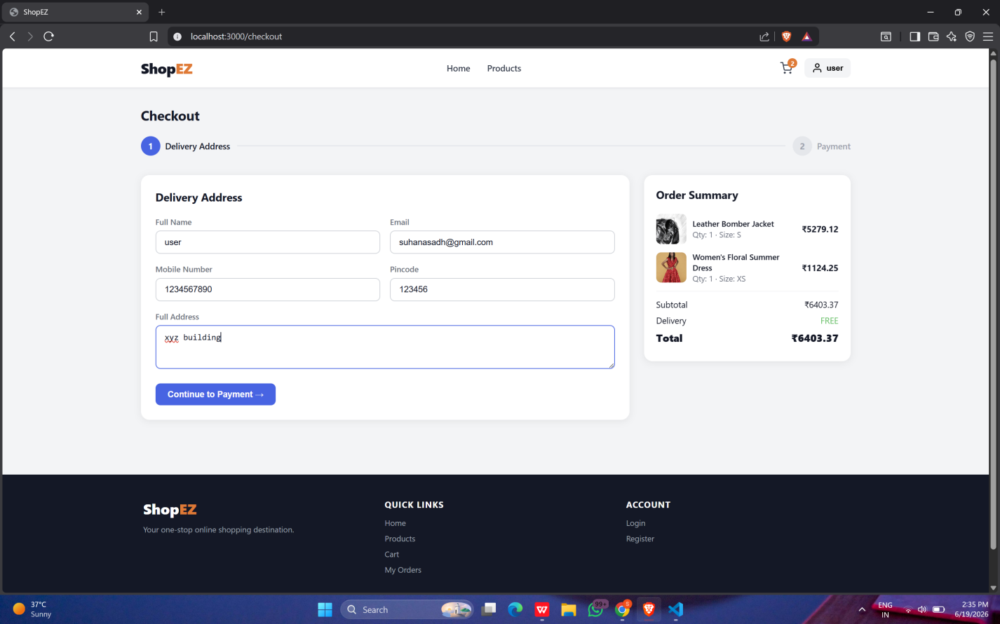 ShopEZ
localhost:3000/checkout
ShopEZ
Home
Products
2
user
Checkout
1
Delivery Address
2
Payment
Delivery Address
Full Name
Email
user
suhanasadh@gmail.com
Mobile Number
Pincode
1234567890
123456
Full Address
xyz building
Continue to Payment →
Order Summary
Leather Bomber Jacket
Qty: 1 · Size: S
₹5279.12
Women's Floral Summer
Dress
Qty: 1 · Size: XS
₹1124.25
Subtotal
₹6403.37
Delivery
FREE
Total
₹6403.37
ShopEZ
Your one-stop online shopping destination.
QUICK LINKS
Home
Products
Cart
My Orders
ACCOUNT
Login
Register
37°C
Sunny
Search
W
99+
S
ENG
IN
2:35 PM
6/19/2026